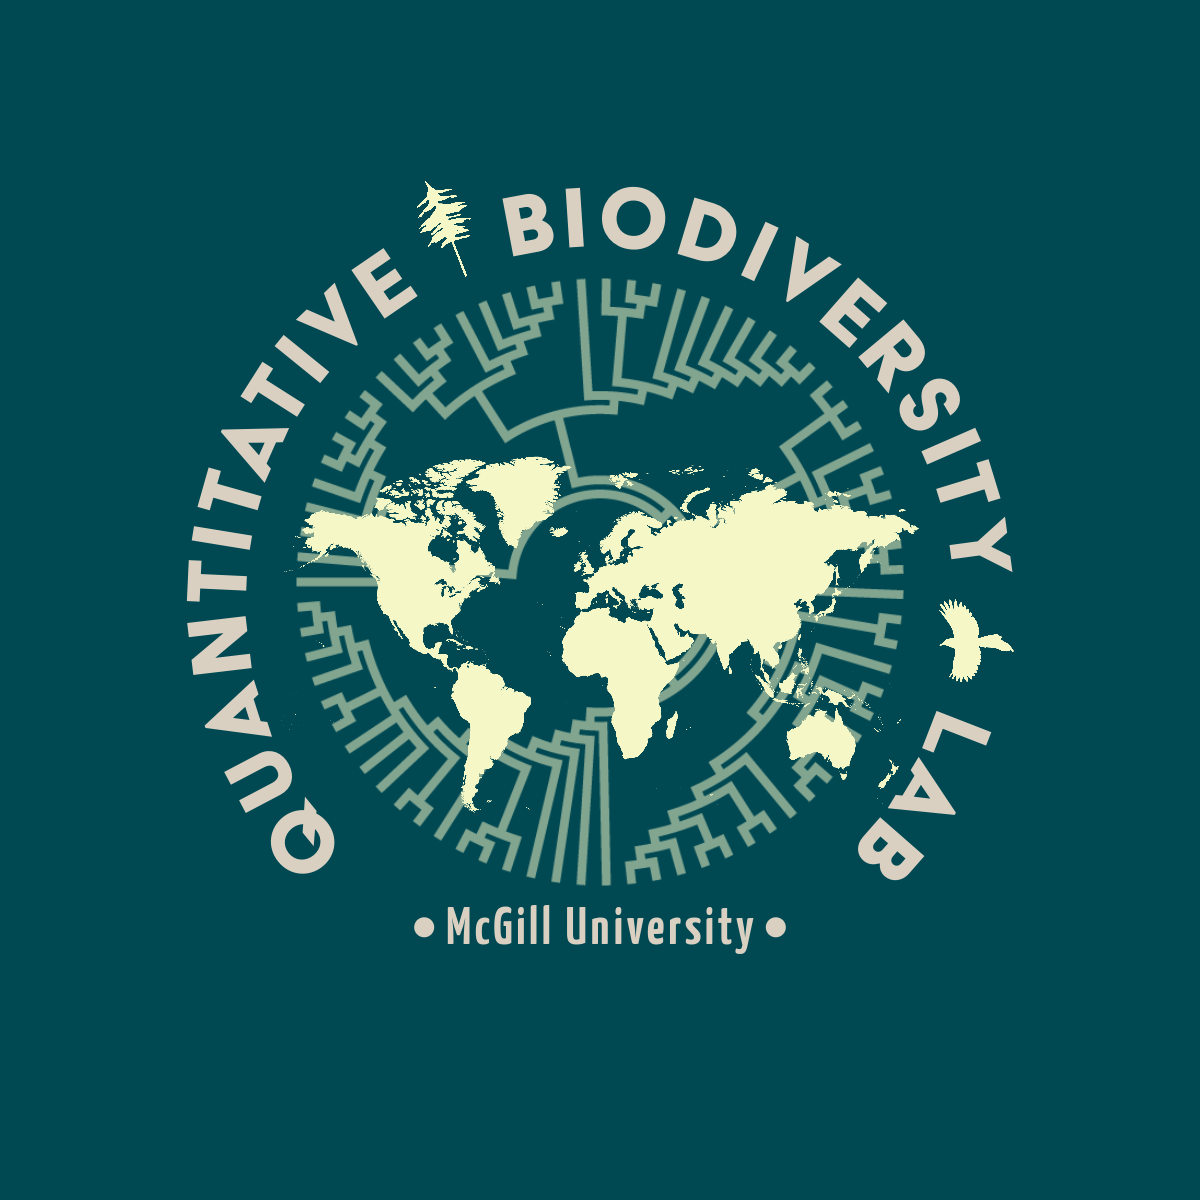 QUANTITATIVE BIODIVERSITY LAB
• McGill University •